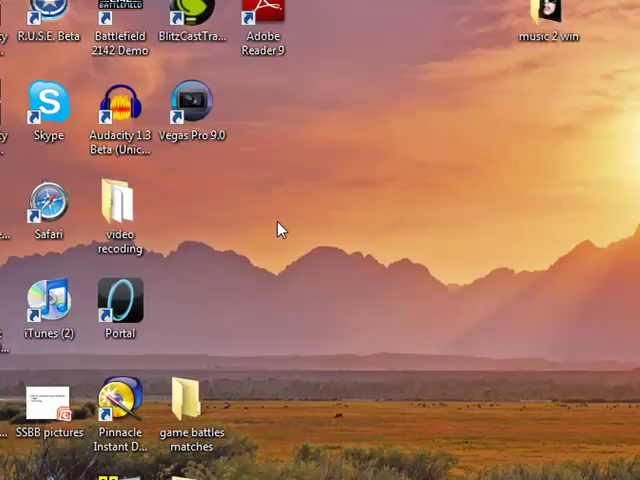 R.U.S.E. Beta
BATTLEFIELD
Battlefield
2142 Demo
BlitzCastTra...
Adobe
Reader 9
music 2 win
Skype
Audacity 1.3
Beta (Unic...
Vegas Pro 9.0
Safari
video
recoding
iTunes (2)
Portal
SSBB pictures
Pinnacle
Instant D...
game battles
matches